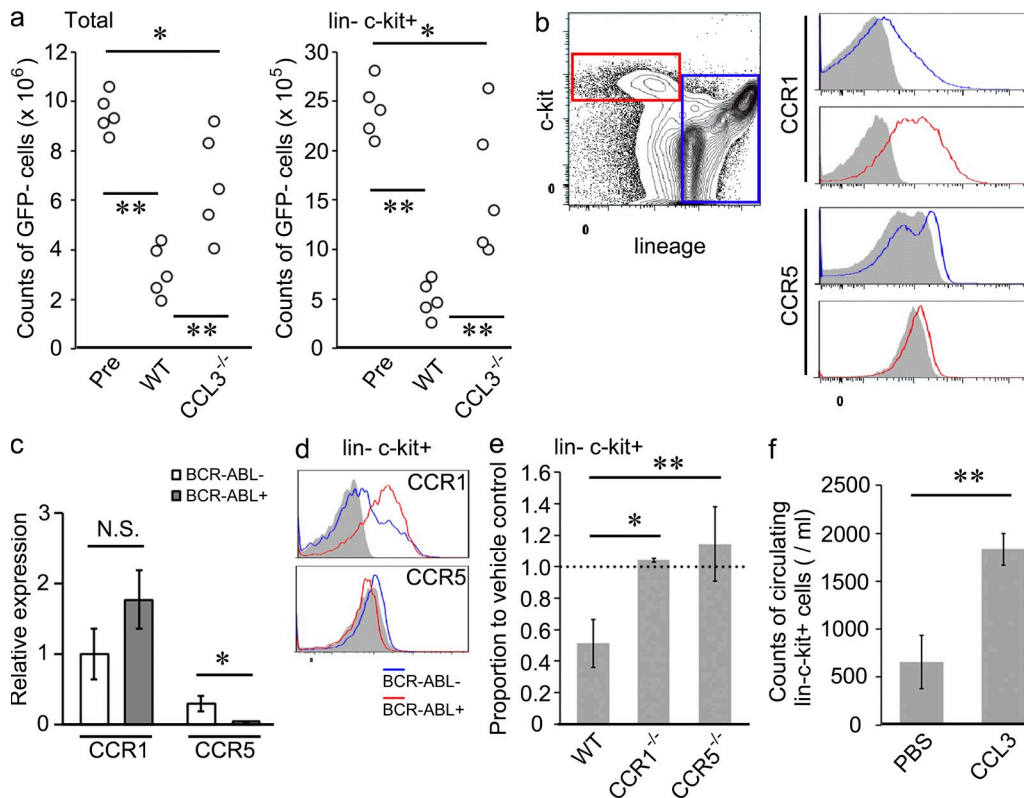 a
Total
Counts of GFP- cells (x 10⁶)
12
10
8
6
4
2
0
*
**
**
Pre
WT
CCL3⁻/⁻
lin- c-kit+
Counts of GFP- cells (x 10⁵)
30
25
20
15
10
5
0
*
**
**
Pre
WT
CCL3⁻/⁻
b
c-kit
0
0
lineage
CCR1
CCR5
0
c
BCR-ABL-
BCR-ABL+
Relative expression
3
2
1
0
N.S.
*
CCR1
CCR5
d
lin- c-kit+
CCR1
CCR5
0
BCR-ABL-
BCR-ABL+
e
lin- c-kit+
Proportion to vehicle control
1.6
1.4
1.2
1.0
0.8
0.6
0.4
0.2
0
**
*
WT
CCR1⁻/⁻
CCR5⁻/⁻
f
Counts of circulating
lin-c-kit+ cells ( / ml)
2500
2000
1500
1000
500
0
**
PBS
CCL3